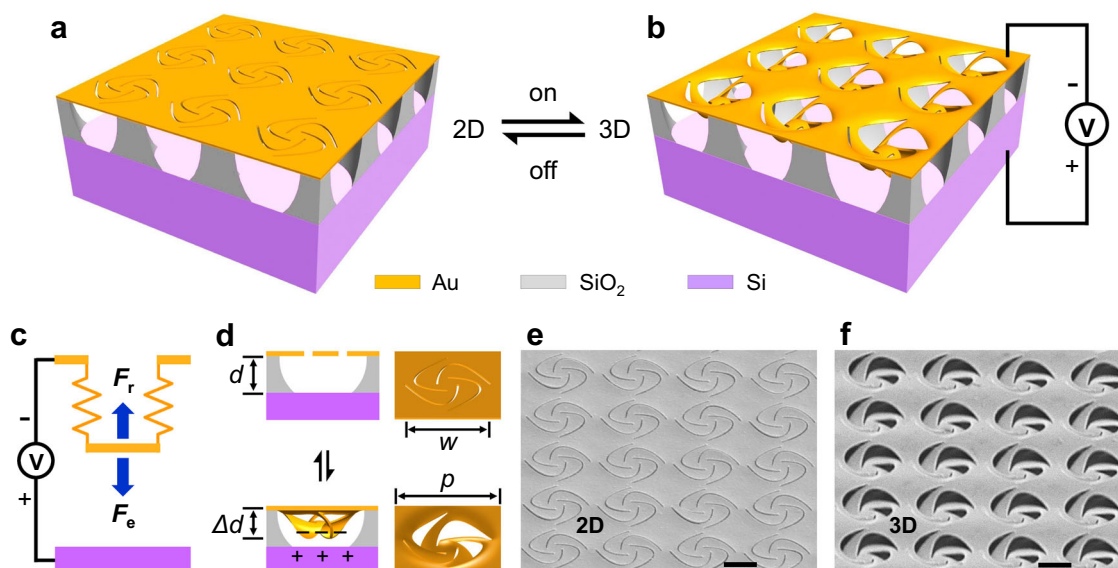 a
b
on
2D
3D
off
-
V
+
Au
SiO2
Si
c
d
e
f
Fr
-
V
+
Fe
d
w
p
Δd
− − −
+ + +
2D
3D